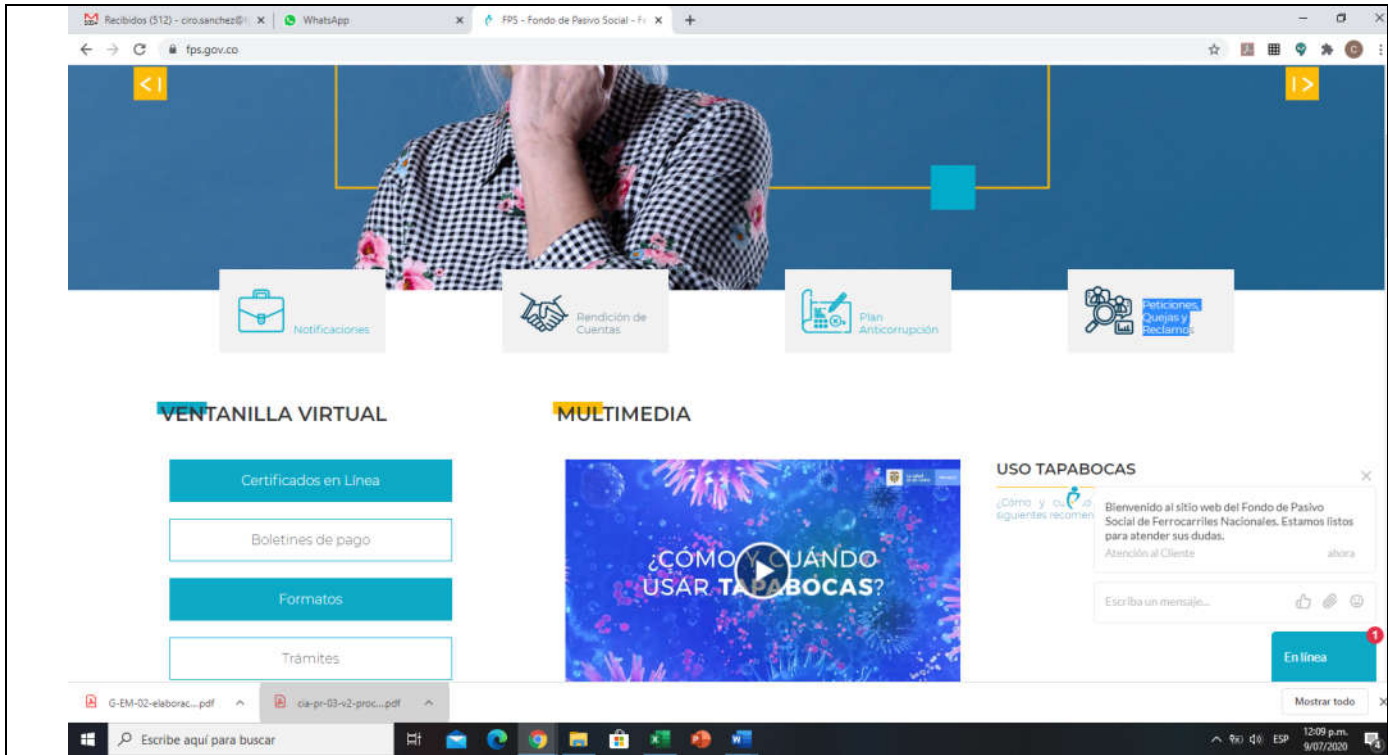 Recibidos (512) - ciro.sanchez@
WhatsApp
FPS - Fondo de Pasivo Social - F
fps.gov.co
Notificaciones
Rendición de
Cuentas
Plan
Anticorrupción
Peticiones,
Quejas y
Reclamos
VENTANILLA VIRTUAL
Certificados en Línea
Boletines de pago
Formatos
Trámites
MULTIMEDIA
¿CÓMO Y CUÁNDO
USAR TAPABOCAS?
USO TAPABOCAS
¿Cómo y
siguientes recomen
Bienvenido al sitio web del Fondo de Pasivo
Social de Ferrocarriles Nacionales. Estamos listos
para atender sus dudas.
Atención al Cliente ahora
Escriba un mensaje...
1
En línea
G-EM-02-elaborac....pdf
cia-pr-03-v2-proc....pdf
Mostrar todo
Escribe aquí para buscar
ESP
12:09 p.m.
9/07/2020